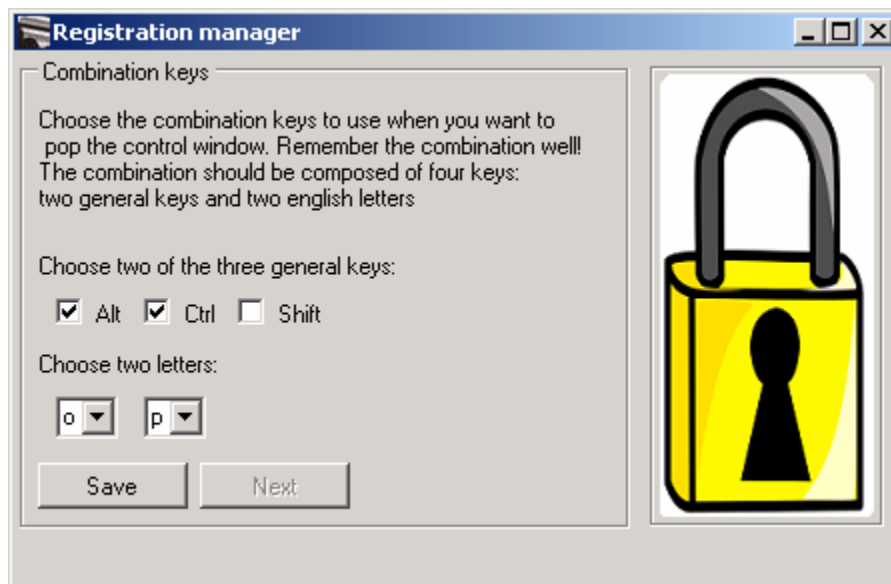 Registration manager
Combination keys
Choose the combination keys to use when you want to
pop the control window. Remember the combination well!
The combination should be composed of four keys:
two general keys and two english letters
Choose two of the three general keys:
Alt Ctrl Shift
Choose two letters:
o p
Save Next